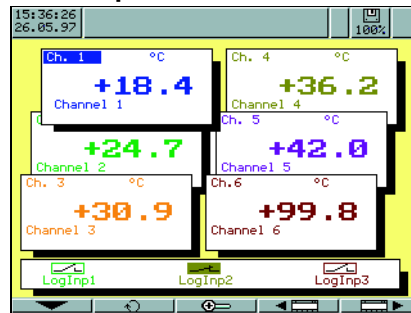 15:36:26
26.05.97
100%
Ch. 1 °C
+18.4
Channel 1
Ch. 4 °C
+36.2
Channel 4
+24.7
Channel 2
Ch. 5 °C
+42.0
Channel 5
Ch. 3 °C
+30.9
Channel 3
Ch.6 °C
+99.8
Channel 6
LogInp1 LogInp2 LogInp3